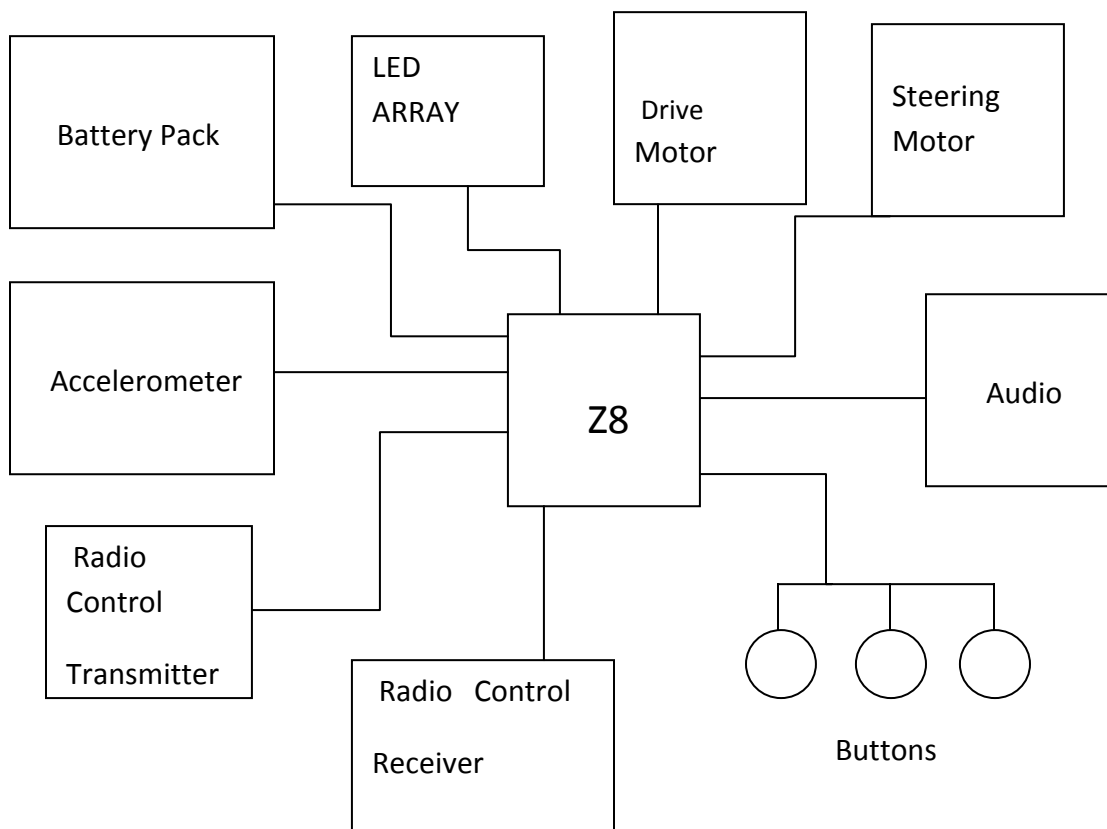 Battery Pack
LED
ARRAY
Drive
Motor
Steering
Motor
Accelerometer
Z8
Audio
Radio
Control
Transmitter
Radio Control
Receiver
Buttons